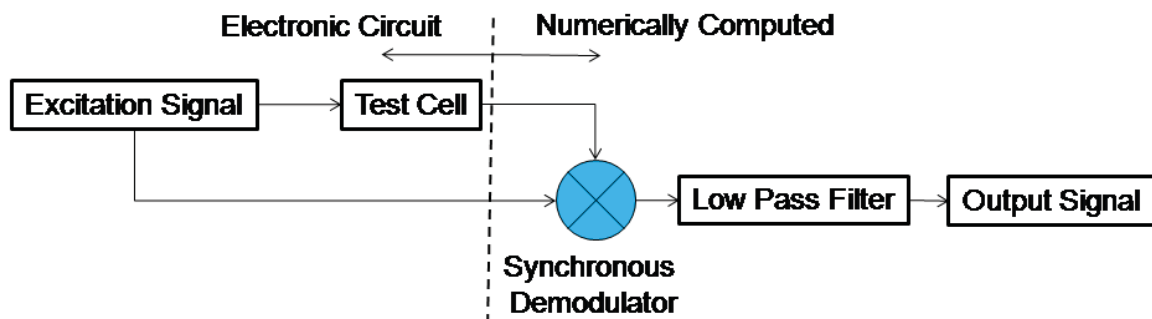 Electronic Circuit
Numerically Computed
Excitation Signal
Test Cell
Low Pass Filter
Output Signal
Synchronous
Demodulator